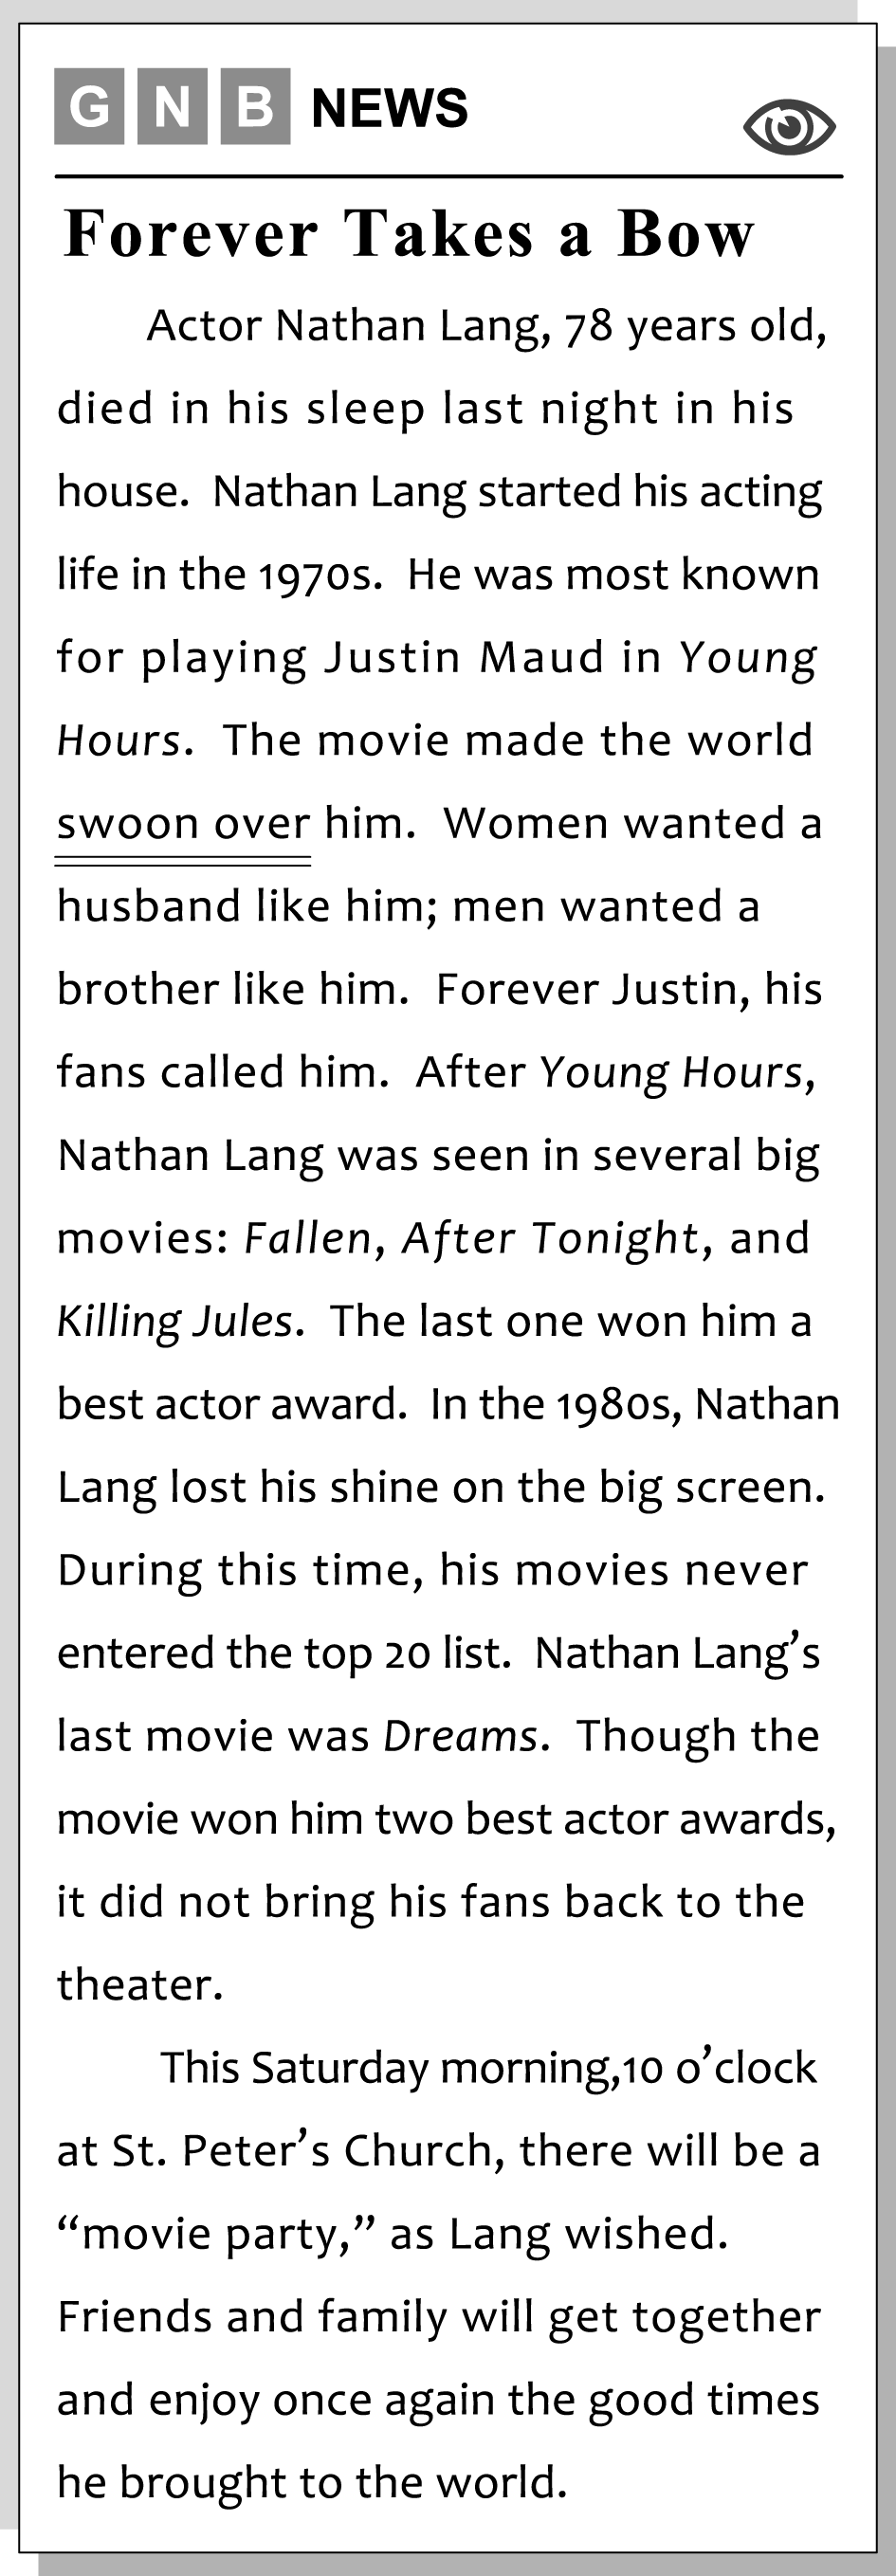 G N B NEWS
Forever Takes a Bow
Actor Nathan Lang, 78 years old,
died in his sleep last night in his
house. Nathan Lang started his acting
life in the 1970s. He was most known
for playing Justin Maud in Young
Hours. The movie made the world
swoon over him. Women wanted a
husband like him; men wanted a
brother like him. Forever Justin, his
fans called him. After Young Hours,
Nathan Lang was seen in several big
movies: Fallen, After Tonight, and
Killing Jules. The last one won him a
best actor award. In the 1980s, Nathan
Lang lost his shine on the big screen.
During this time, his movies never
entered the top 20 list. Nathan Lang’s
last movie was Dreams. Though the
movie won him two best actor awards,
it did not bring his fans back to the
theater.
This Saturday morning,10 o’clock
at St. Peter’s Church, there will be a
“movie party,” as Lang wished.
Friends and family will get together
and enjoy once again the good times
he brought to the world.